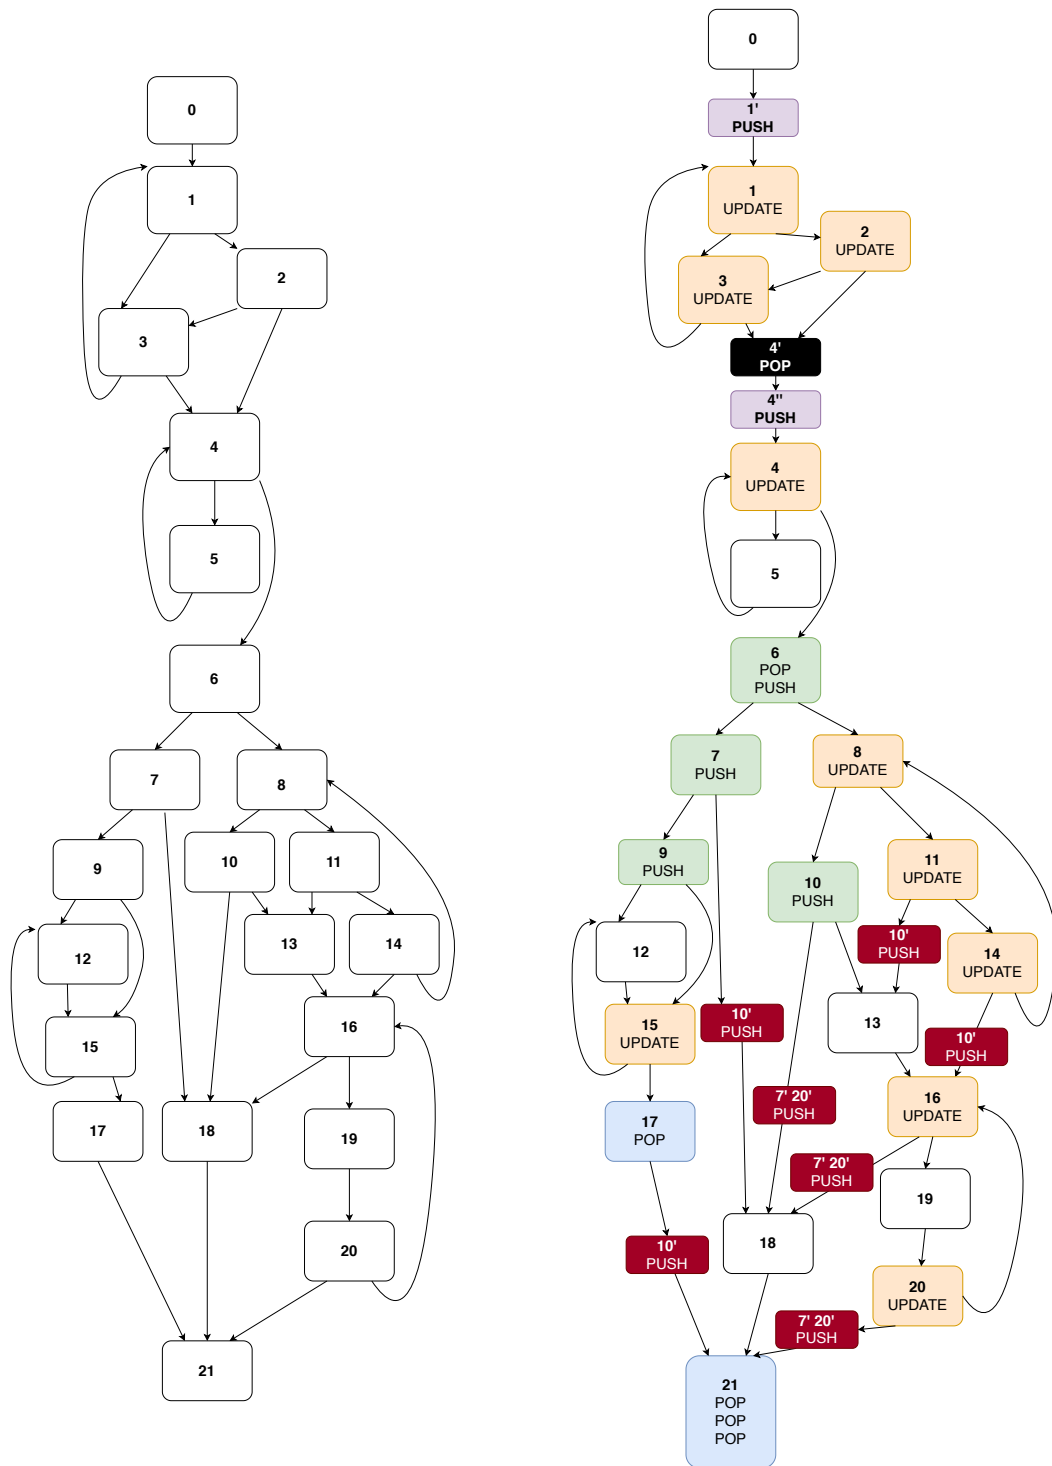 0
1
2
3
4
5
6
7
8
9
10
11
12
13
14
15
16
17
18
19
20
21
0
1'
PUSH
1
UPDATE
2
UPDATE
3
UPDATE
4'
POP
4''
PUSH
4
UPDATE
5
6
POP
PUSH
7
PUSH
8
UPDATE
9
PUSH
10
PUSH
11
UPDATE
12
10'
PUSH
14
UPDATE
15
UPDATE
10'
PUSH
13
10'
PUSH
16
UPDATE
7' 20'
PUSH
17
POP
7' 20'
PUSH
19
18
10'
PUSH
20
UPDATE
7' 20'
PUSH
21
POP
POP
POP